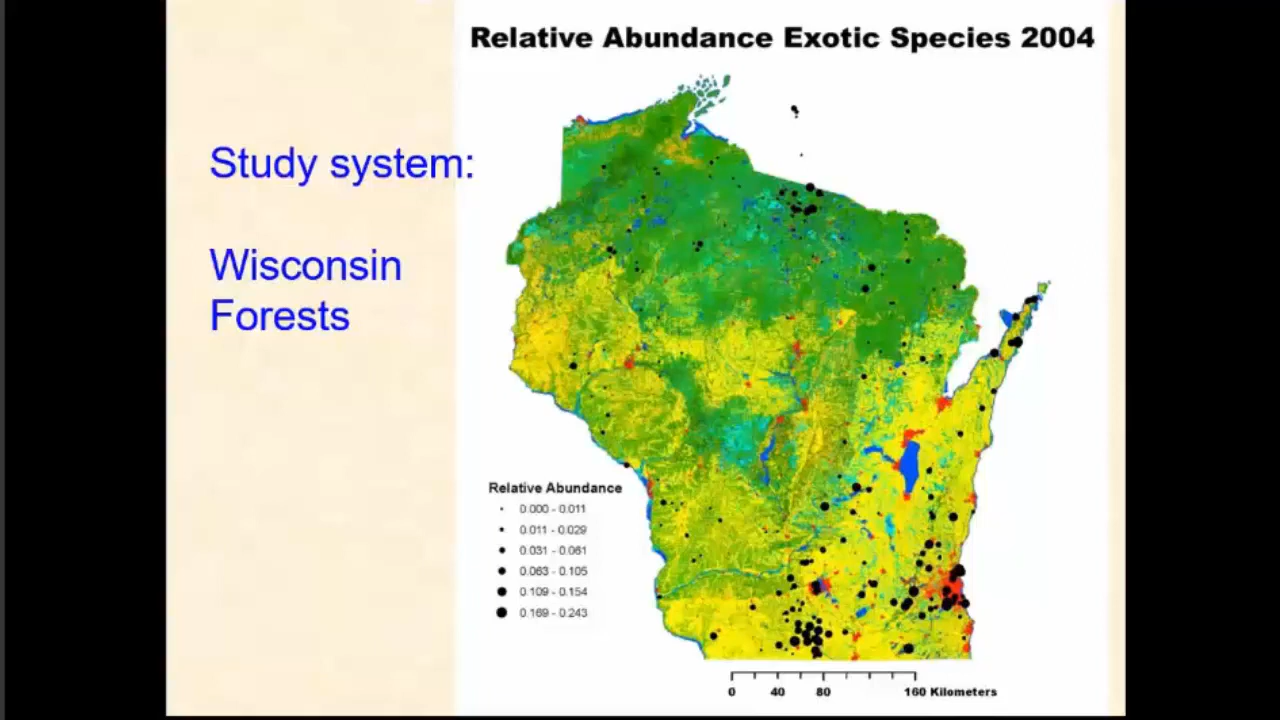 Relative Abundance Exotic Species 2004
Study system:
Wisconsin
Forests
Relative Abundance
0.000 - 0.011
0.011 - 0.029
0.031 - 0.061
0.063 - 0.105
0.109 - 0.154
0.169 - 0.243
0 40 80 160 Kilometers